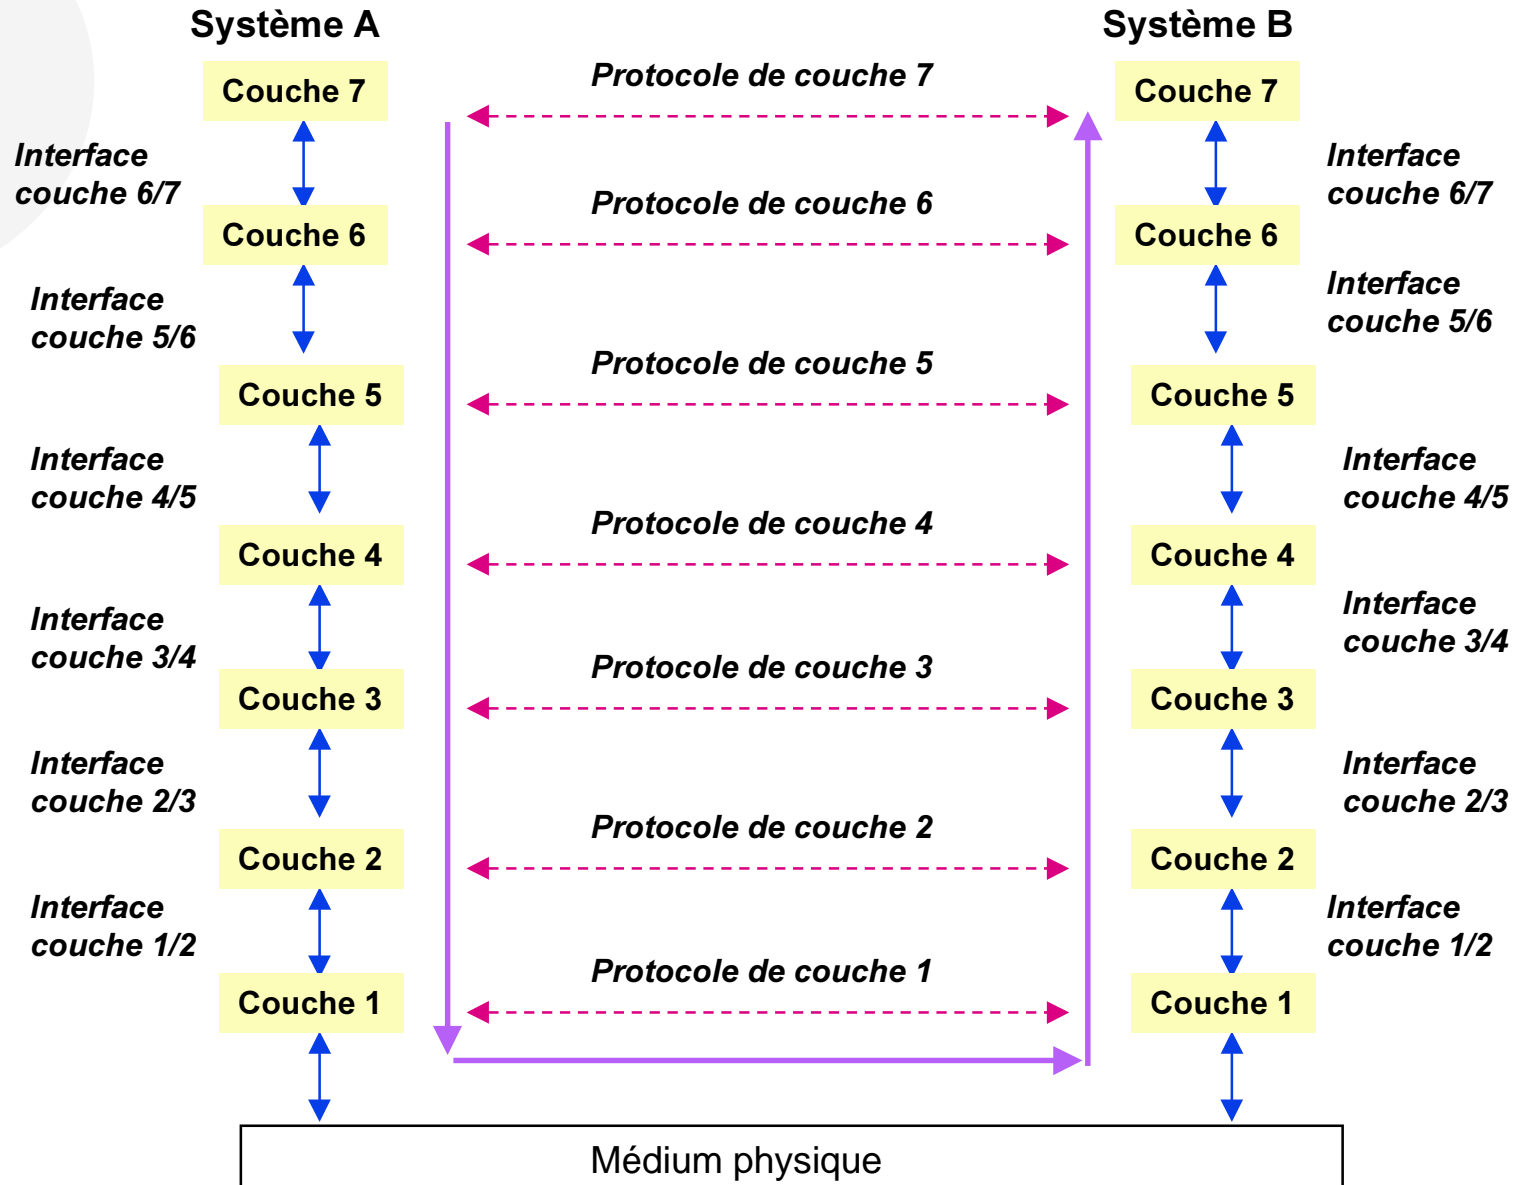 Système A
Système B
Couche 7
Protocole de couche 7
Couche 7
Interface
couche 6/7
Interface
couche 6/7
Couche 6
Protocole de couche 6
Couche 6
Interface
couche 5/6
Interface
couche 5/6
Couche 5
Protocole de couche 5
Couche 5
Interface
couche 4/5
Interface
couche 4/5
Couche 4
Protocole de couche 4
Couche 4
Interface
couche 3/4
Interface
couche 3/4
Couche 3
Protocole de couche 3
Couche 3
Interface
couche 2/3
Interface
couche 2/3
Couche 2
Protocole de couche 2
Couche 2
Interface
couche 1/2
Interface
couche 1/2
Couche 1
Protocole de couche 1
Couche 1
Médium physique